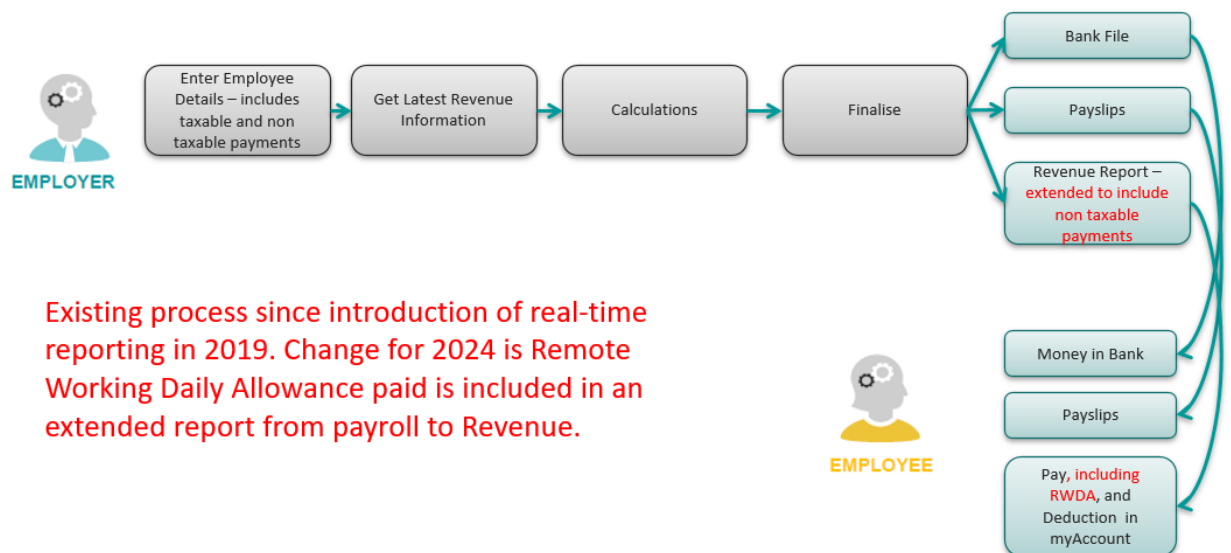 Bank File
Enter Employee
Details – includes
taxable and non
taxable payments
Get Latest Revenue
Information
Calculations
Finalise
Payslips
EMPLOYER
Revenue Report –
extended to include
non taxable
payments
Existing process since introduction of real-time
reporting in 2019. Change for 2024 is Remote
Working Daily Allowance paid is included in an
extended report from payroll to Revenue.
Money in Bank
Payslips
EMPLOYEE
Pay, including
RWDA, and
Deduction in
myAccount